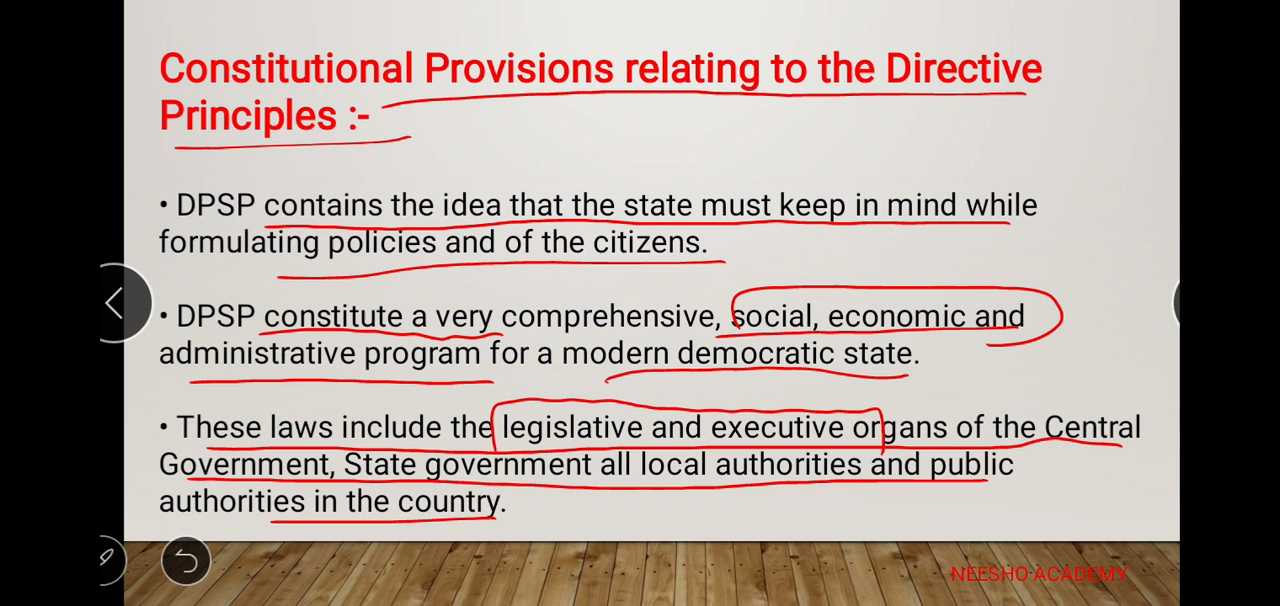 Constitutional Provisions relating to the Directive
Principles :-
• DPSP contains the idea that the state must keep in mind while
formulating policies and of the citizens.
• DPSP constitute a very comprehensive, social, economic and
administrative program for a modern democratic state.
• These laws include the legislative and executive organs of the Central
Government, State government all local authorities and public
authorities in the country.
NEESHO ACADEMY